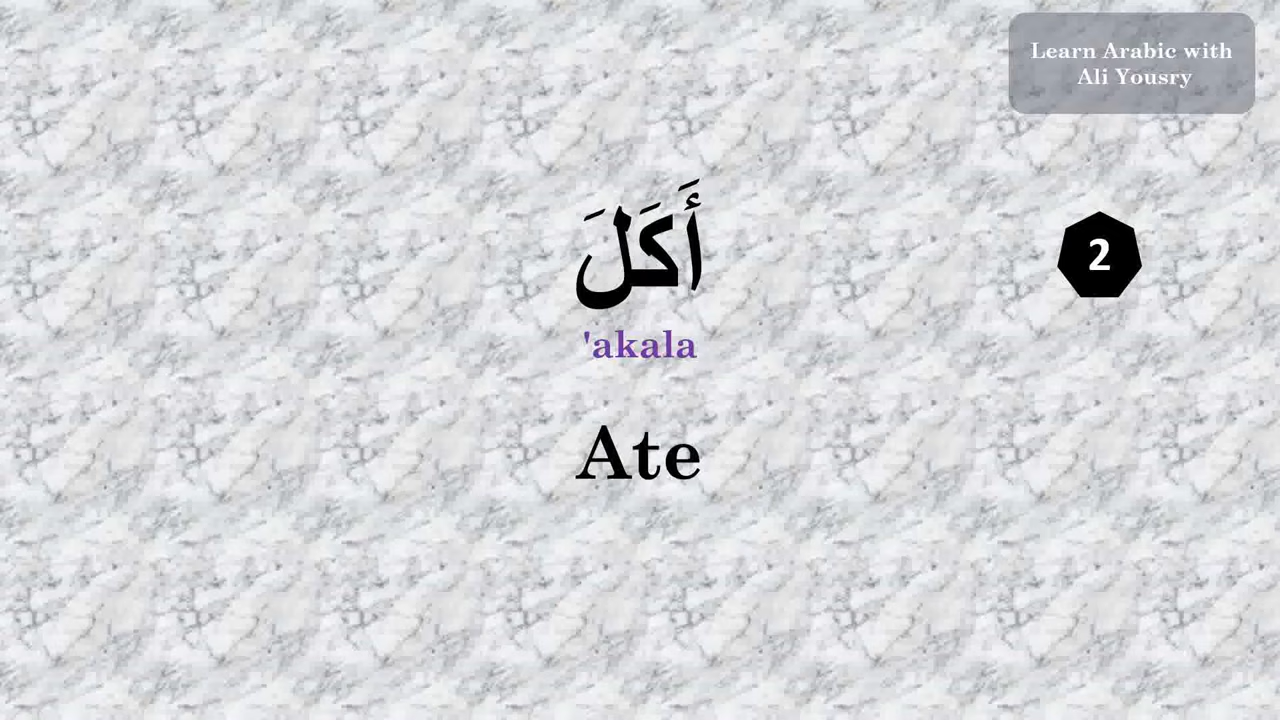 Learn Arabic with
Ali Yousry
أَكَلَ
2
'akala
Ate